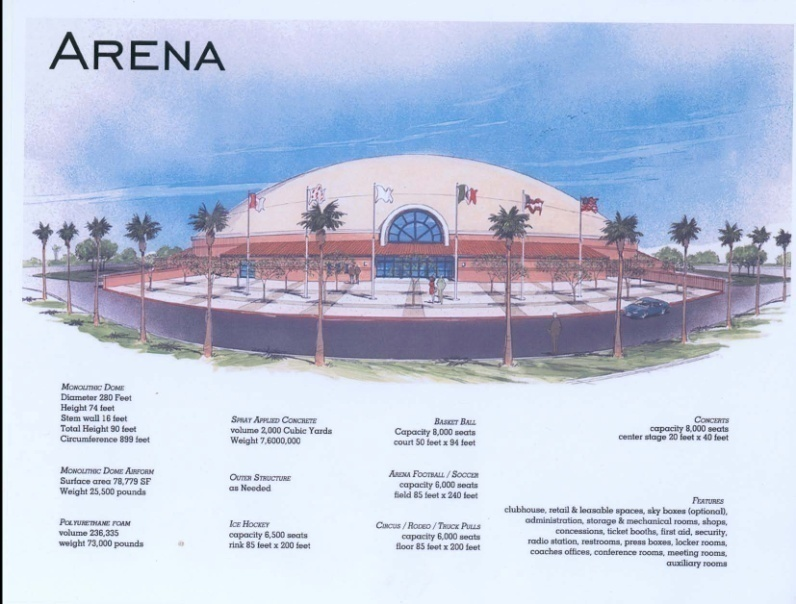 ARENA
MONOLITHIC DOME
Diameter 280 Feet
Height 74 feet
Stem wall 16 feet
Total Height 90 feet
Circumference 899 feet
MONOLITHIC DOME AIRFORM
Surface area 78,779 SF
Weight 25,500 pounds
POLYURETHANE FOAM
volume 236,335
weight 73,000 pounds
SPRAY APPLIED CONCRETE
volume 2,000 Cubic Yards
Weight 7,6000,000
OUTER STRUCTURE
as Needed
ICE HOCKEY
capacity 6,500 seats
rink 85 feet x 200 feet
BASKET BALL
Capacity 8,000 seats
court 50 feet x 94 feet
ARENA FOOTBALL / SOCCER
capacity 6,000 seats
field 85 feet x 240 feet
CIRCUS / RODEO / TRUCK PULLS
capacity 6,000 seats
floor 85 feet x 200 feet
CONCERTS
capacity 8,000 seats
center stage 20 feet x 40 feet
FEATURES
clubhouse, retail & leasable spaces, sky boxes (optional),
administration, storage & mechanical rooms, shops,
concessions, ticket booths, first aid, security,
radio station, restrooms, press boxes, locker rooms,
coaches offices, conference rooms, meeting rooms,
auxiliary rooms